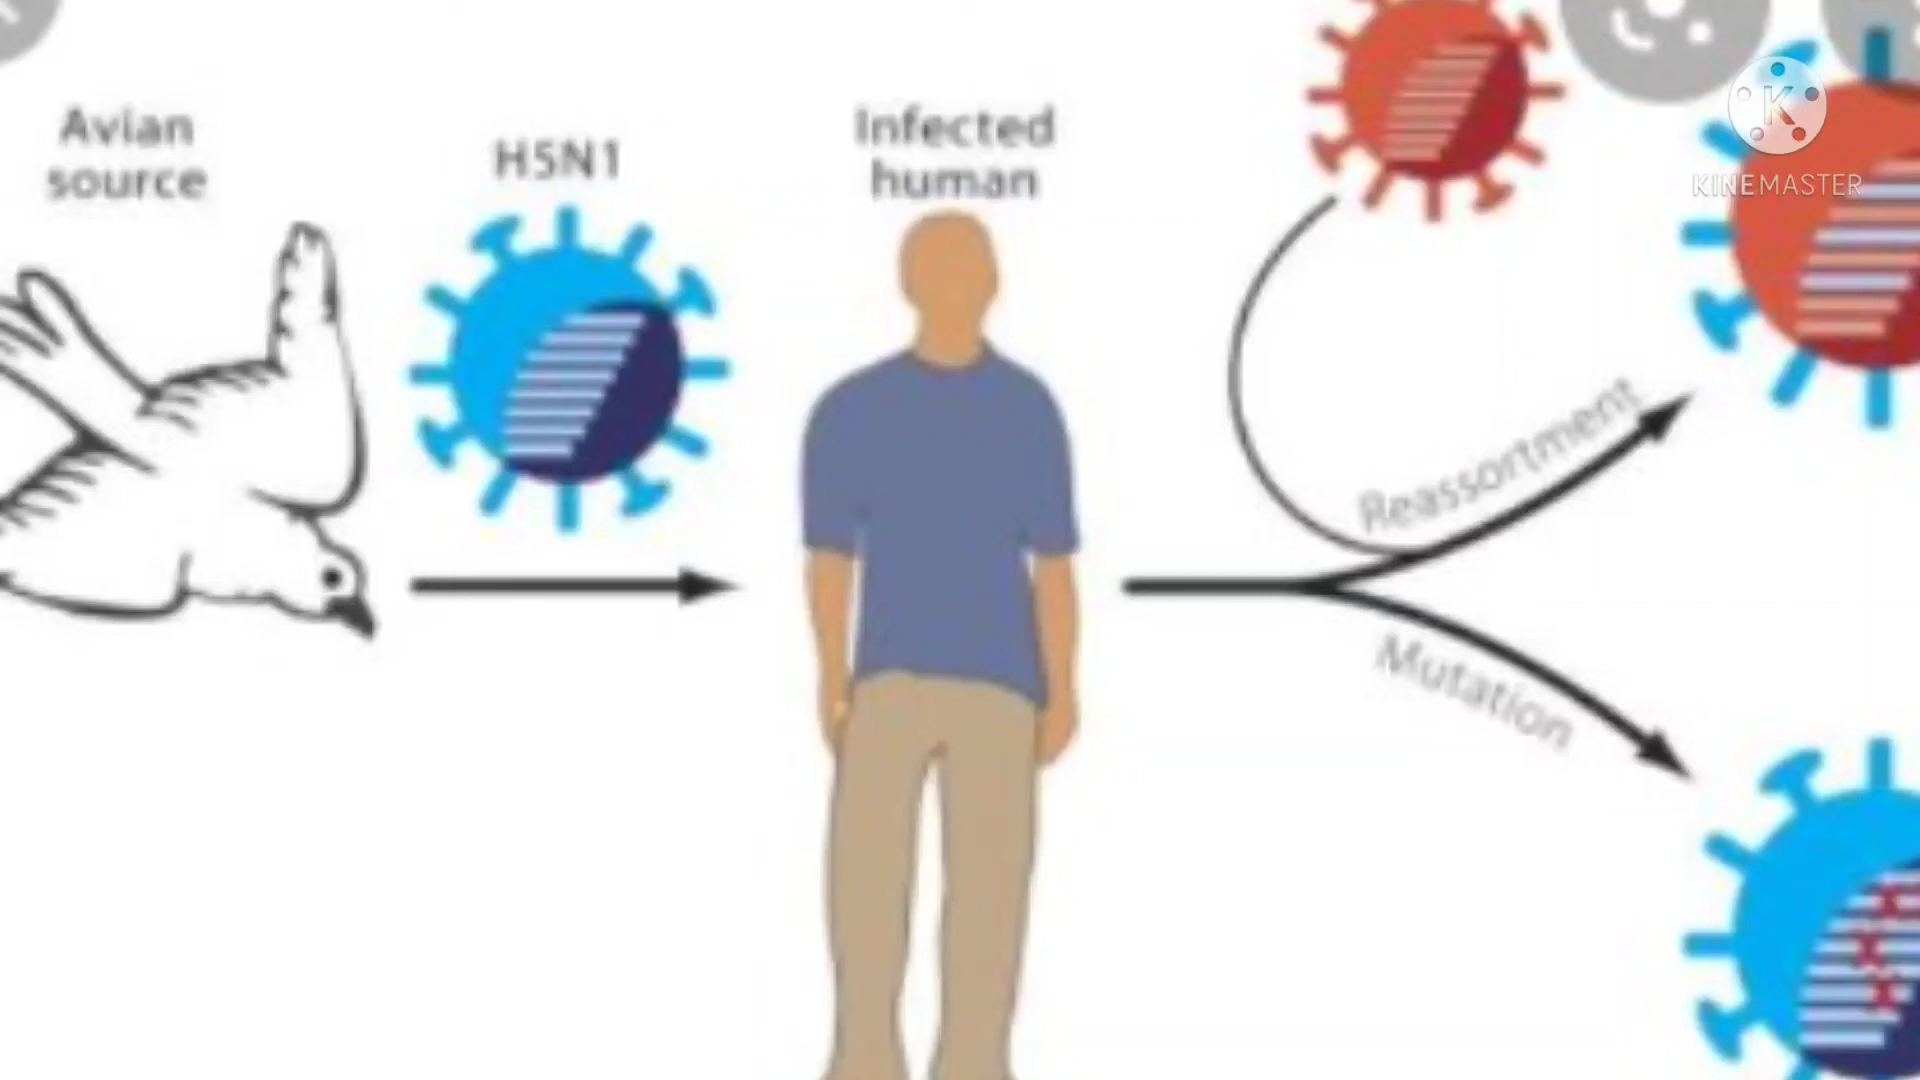 Avian
source
H5N1
Infected
human
Reassortment
Mutation
K
KINEMASTER